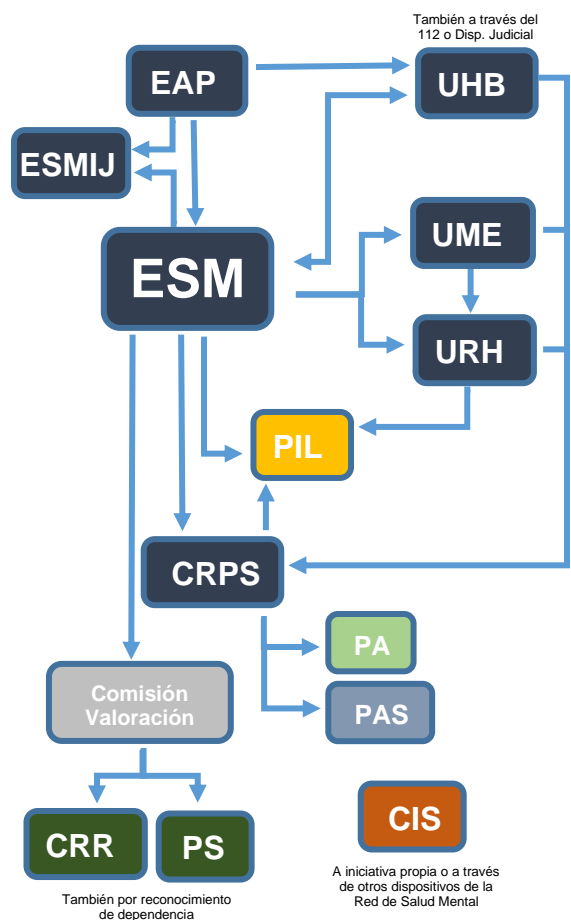 También a través del
112 o Disp. Judicial
EAP
UHB
ESMIJ
UME
ESM
URH
PIL
CRPS
PA
Comisión
Valoración
PAS
CIS
CRR
PS
A iniciativa propia o a través
de otros dispositivos de la
Red de Salud Mental
También por reconocimiento
de dependencia